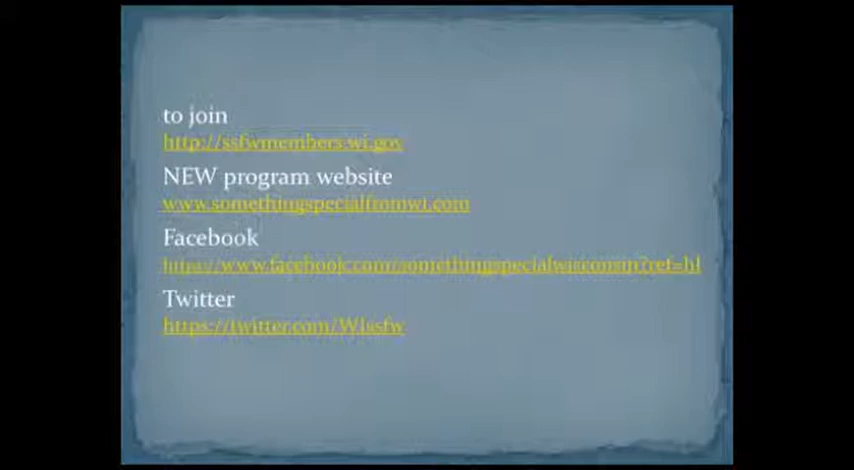 to join
http://ssfwmembers.wi.gov
NEW program website
www.somethingspecialfromwi.com
Facebook
https://www.facebook.com/somethingspecialwisconsin?ref=hl
Twitter
https://twitter.com/WIssfw